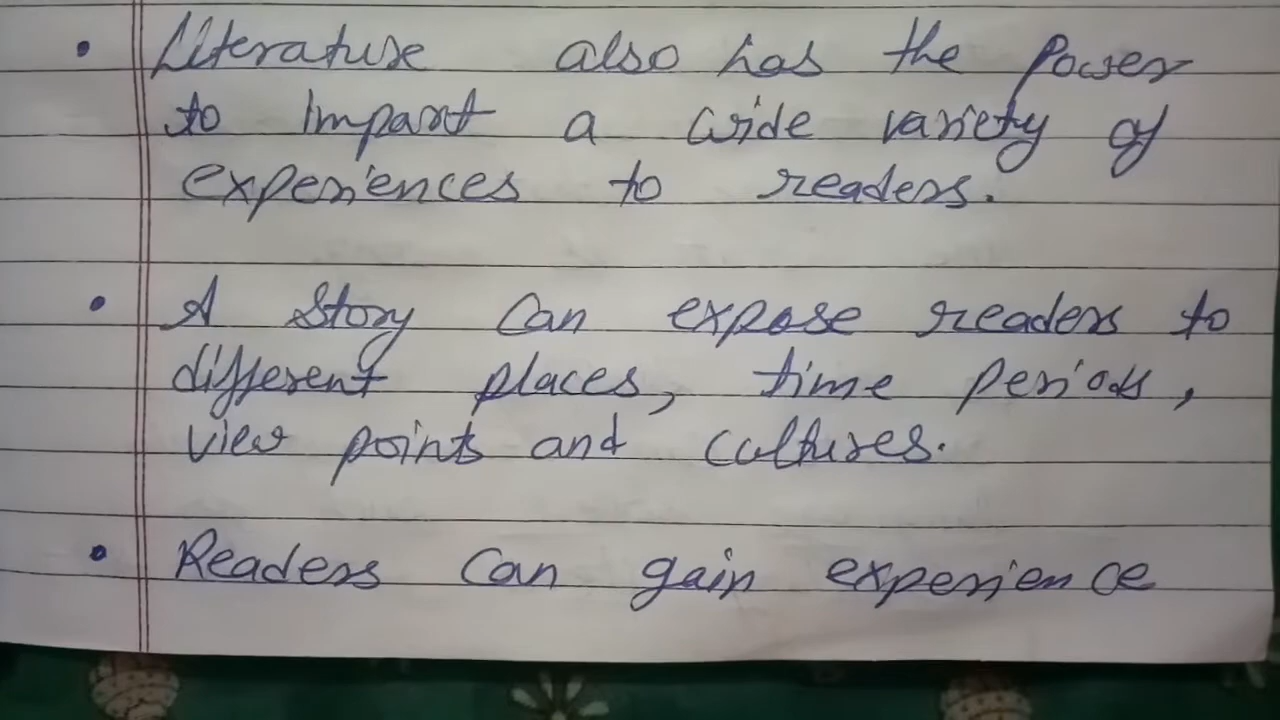 • Literature also has the Power
to Impart a wide variety of
experiences to readers.
• A Story Can expose readers to
different places, time periods,
view points and cultures.
• Readers Can gain experience